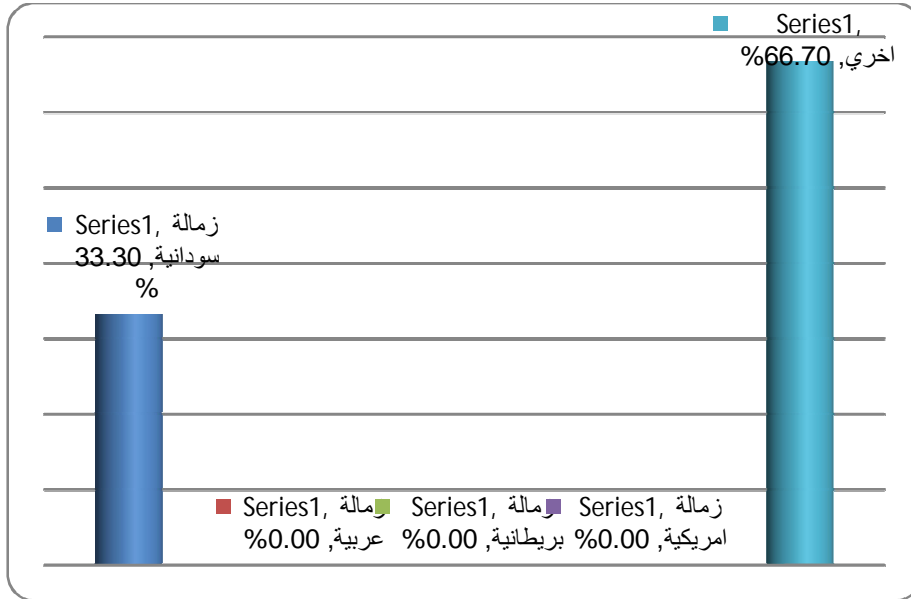 Series1,
اخري, 66.70%
Series1, زمالة
سودانية, 33.30
%
Series1, زمالة
عربية, 0.00%
Series1, زمالة
بريطانية, 0.00%
Series1, زمالة
امريكية, 0.00%